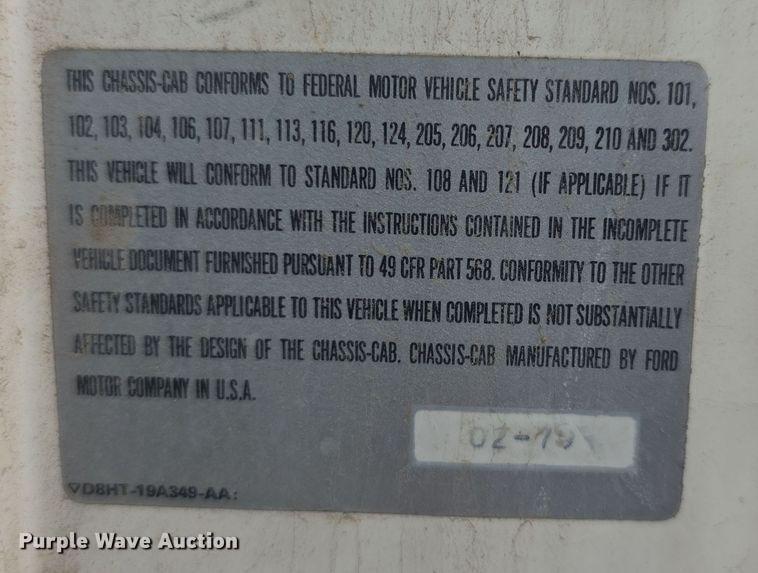 THIS CHASSIS-CAB CONFORMS TO FEDERAL MOTOR VEHICLE SAFETY STANDARD NOS. 101,
102, 103, 104, 106, 107, 111, 113, 116, 120, 124, 205, 206, 207, 208, 209, 210 AND 302.
THIS VEHICLE WILL CONFORM TO STANDARD NOS. 108 AND 121 (IF APPLICABLE) IF IT
IS COMPLETED IN ACCORDANCE WITH THE INSTRUCTIONS CONTAINED IN THE INCOMPLETE
VEHICLE DOCUMENT FURNISHED PURSUANT TO 49 CFR PART 568. CONFORMITY TO THE OTHER
SAFETY STANDARDS APPLICABLE TO THIS VEHICLE WHEN COMPLETED IS NOT SUBSTANTIALLY
AFFECTED BY THE DESIGN OF THE CHASSIS-CAB. CHASSIS-CAB MANUFACTURED BY FORD
MOTOR COMPANY IN U.S.A.
02-79
D8HT-19A349-AA:
Purple Wave Auction